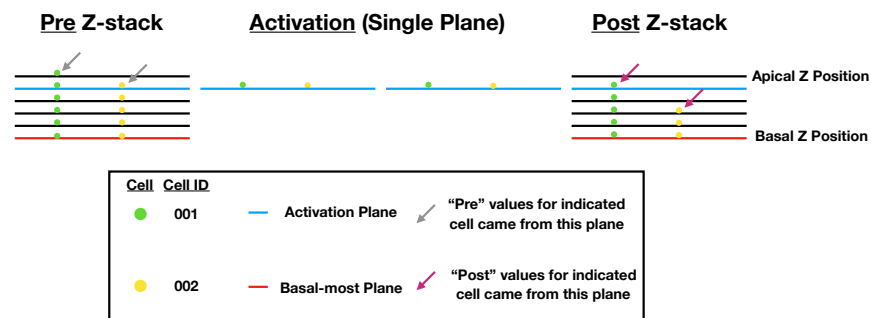 Pre Z-stack
Activation (Single Plane)
Post Z-stack
Apical Z Position
Basal Z Position
Cell Cell ID
001
Activation Plane
“Pre” values for indicated
cell came from this plane
002
Basal-most Plane
“Post” values for indicated
cell came from this plane